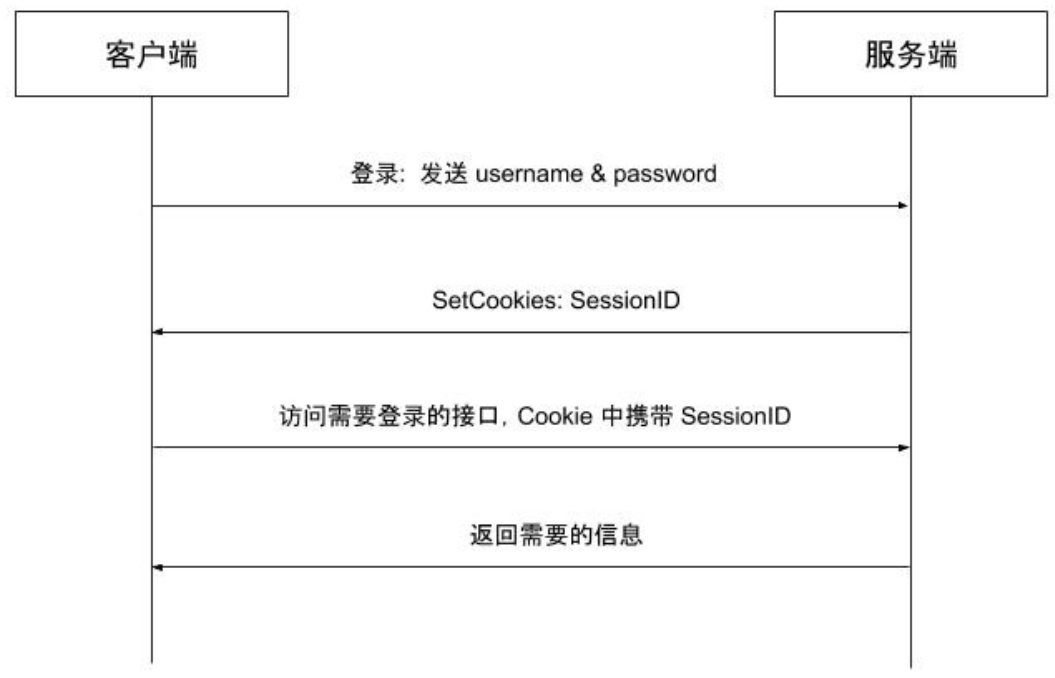 客户端
服务端
登录: 发送 username & password
SetCookies: SessionID
访问需要登录的接口, Cookie 中携带 SessionID
返回需要的信息